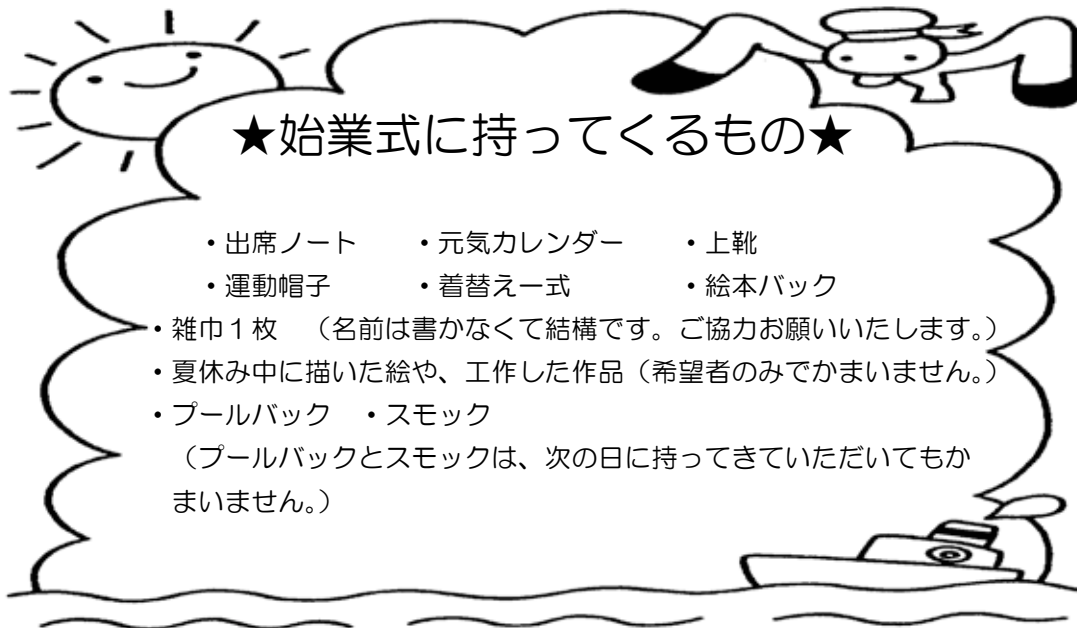 ★始業式に持ってくるもの★
・出席ノート　　・元気カレンダー　　・上靴
・運動帽子　　　・着替え一式　　　　・絵本バック
・雑巾１枚　（名前は書かなくて結構です。ご協力お願いいたします。）
・夏休み中に描いた絵や、工作した作品（希望者のみでかまいません。）
・プールバック　・スモック
（プールバックとスモックは、次の日に持ってきていただいてもか
まいません。）